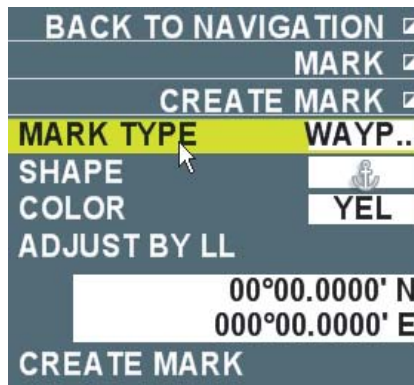 BACK TO NAVIGATION
MARK
CREATE MARK
MARK TYPE WAYP..
SHAPE
COLOR YEL
ADJUST BY LL
00°00.0000' N
000°00.0000' E
CREATE MARK